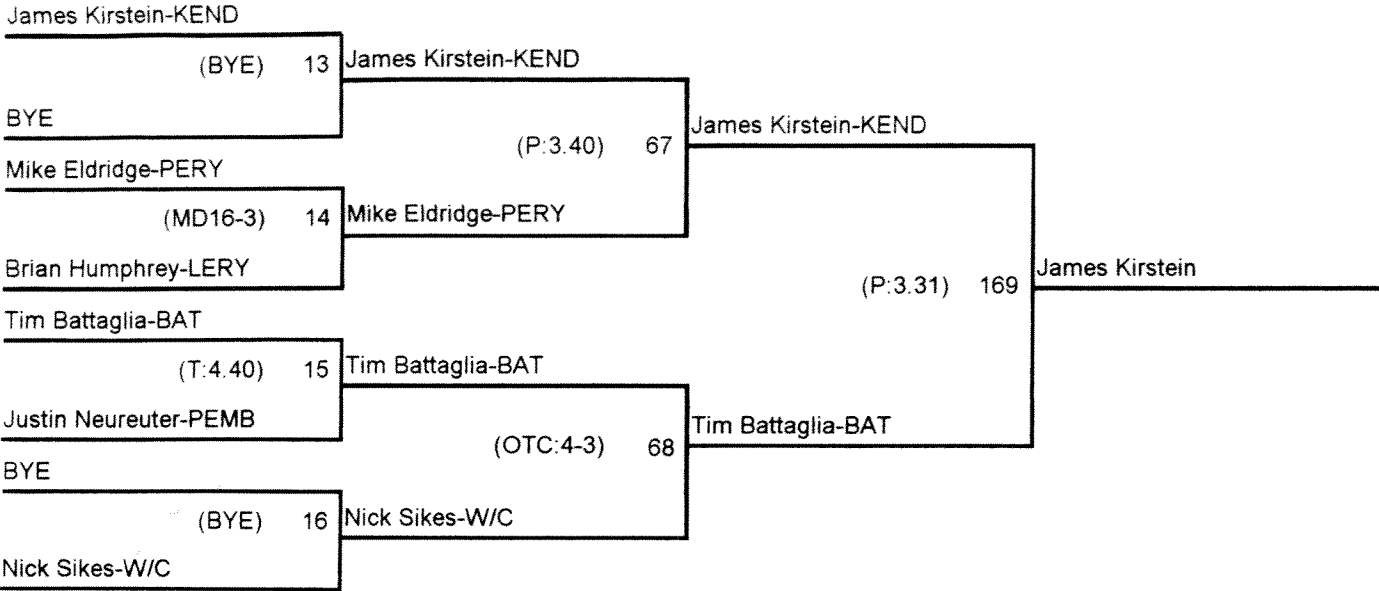 James Kirstein-KEND
(BYE) 13
BYE
James Kirstein-KEND
Mike Eldridge-PERY
(MD16-3) 14
Brian Humphrey-LERY
Mike Eldridge-PERY
(P:3.40) 67
James Kirstein-KEND
Tim Battaglia-BAT
(T:4.40) 15
Justin Neureuter-PEMB
Tim Battaglia-BAT
BYE
(BYE) 16
Nick Sikes-W/C
Nick Sikes-W/C
(OTC:4-3) 68
Tim Battaglia-BAT
(P:3.31) 169
James Kirstein